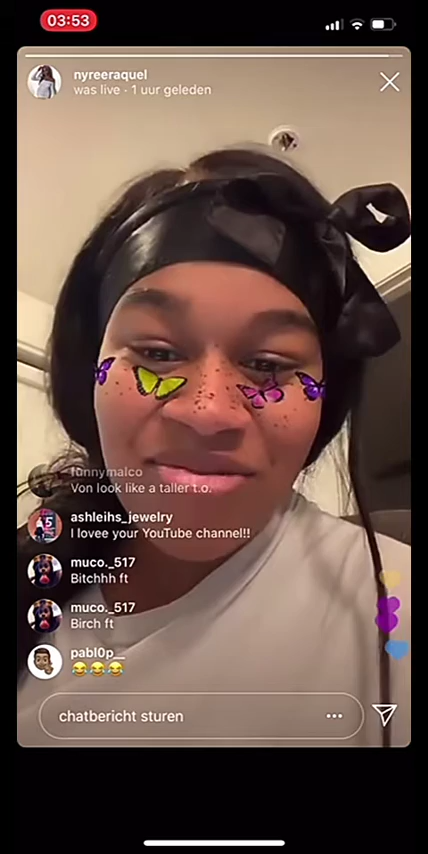 03:53
nyreeraquel
was live · 1 uur geleden
funnymalco
Von look like a taller t.o.
ashleihs_jewelry
I lovee your YouTube channel!!
muco._517
Bitchhh ft
muco._517
Birch ft
pabl0p__
😂😂😂
chatbericht sturen